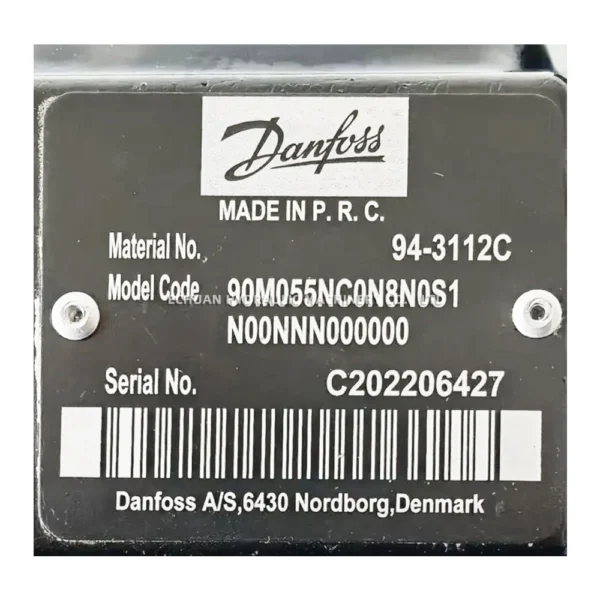 Danfoss
MADE IN P. R. C.
Material No. 94-3112C
Model Code 90M055NC0N8N0S1
N00NNN000000
Serial No. C202206427
Danfoss A/S,6430 Nordborg,Denmark